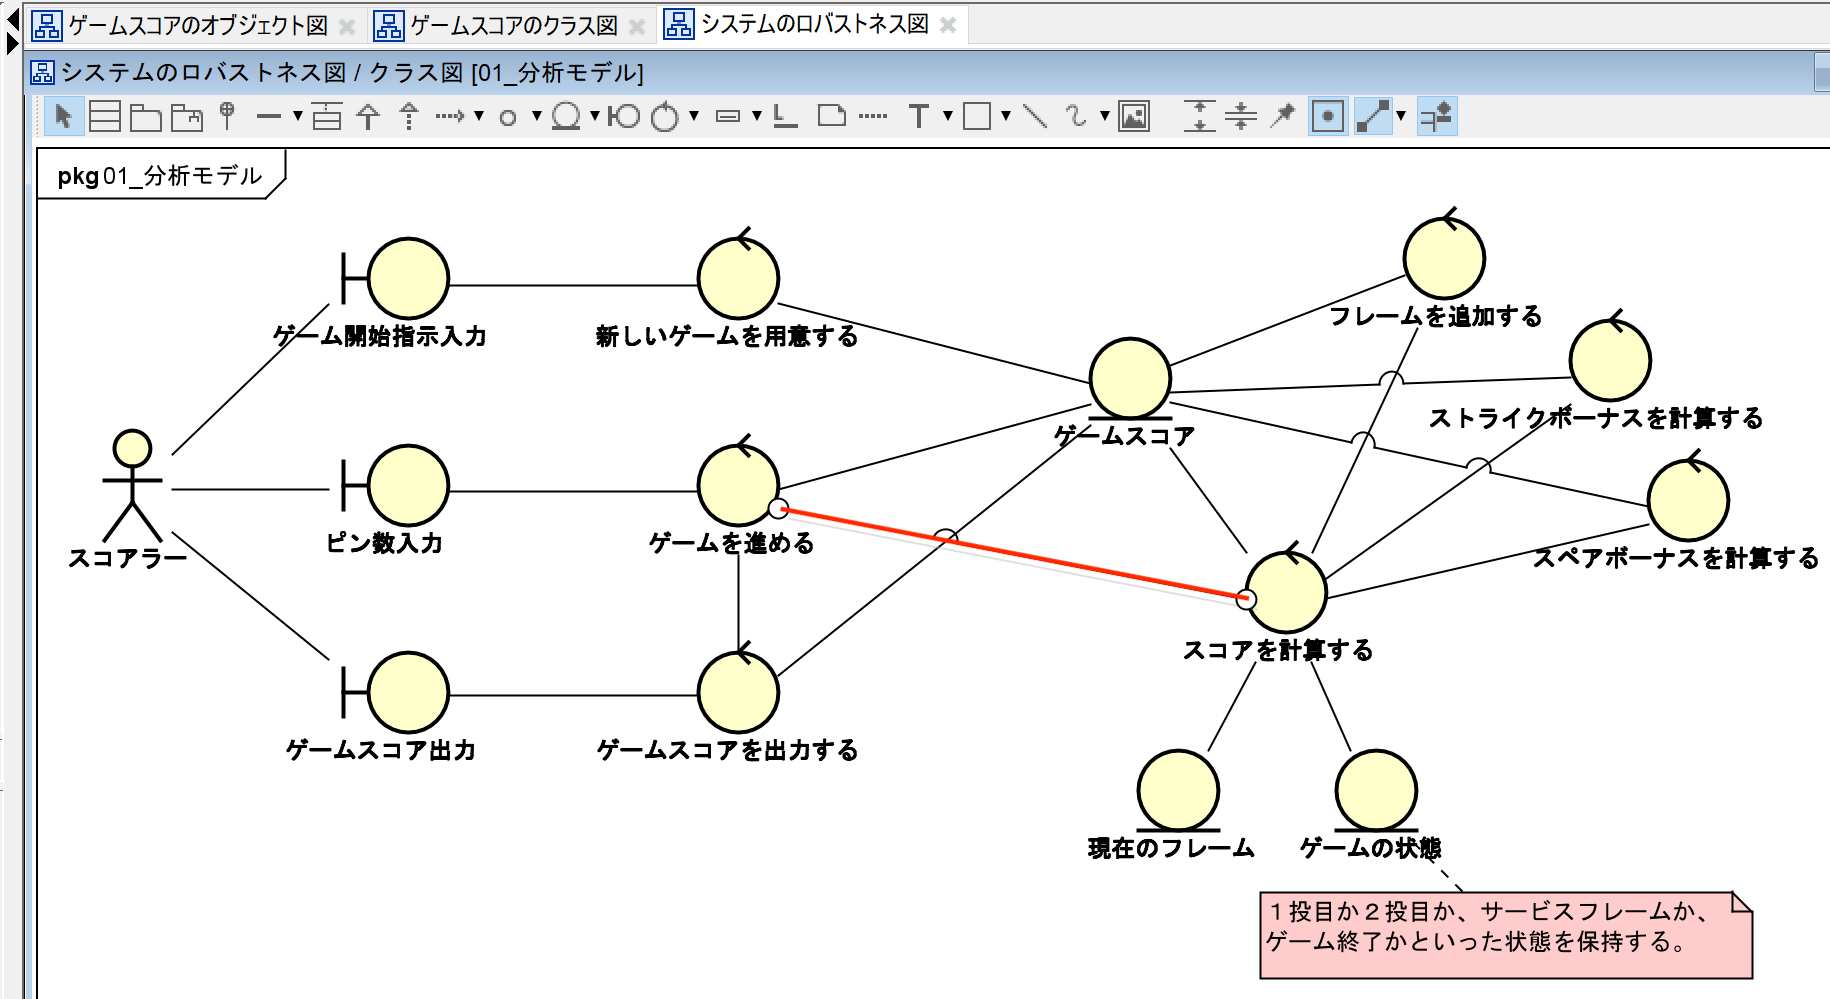 ゲームスコアのオブジェクト図
ゲームスコアのクラス図
システムのロバストネス図
システムのロバストネス図 / クラス図 [01_分析モデル]
pkg 01_分析モデル
ゲーム開始指示入力
新しいゲームを用意する
フレームを追加する
ストライクボーナスを計算する
ゲームスコア
スコアラー
ピン数入力
ゲームを進める
スペアボーナスを計算する
スコアを計算する
ゲームスコア出力
ゲームスコアを出力する
現在のフレーム
ゲームの状態
１投目か２投目か、サービスフレームか、
ゲーム終了かといった状態を保持する。